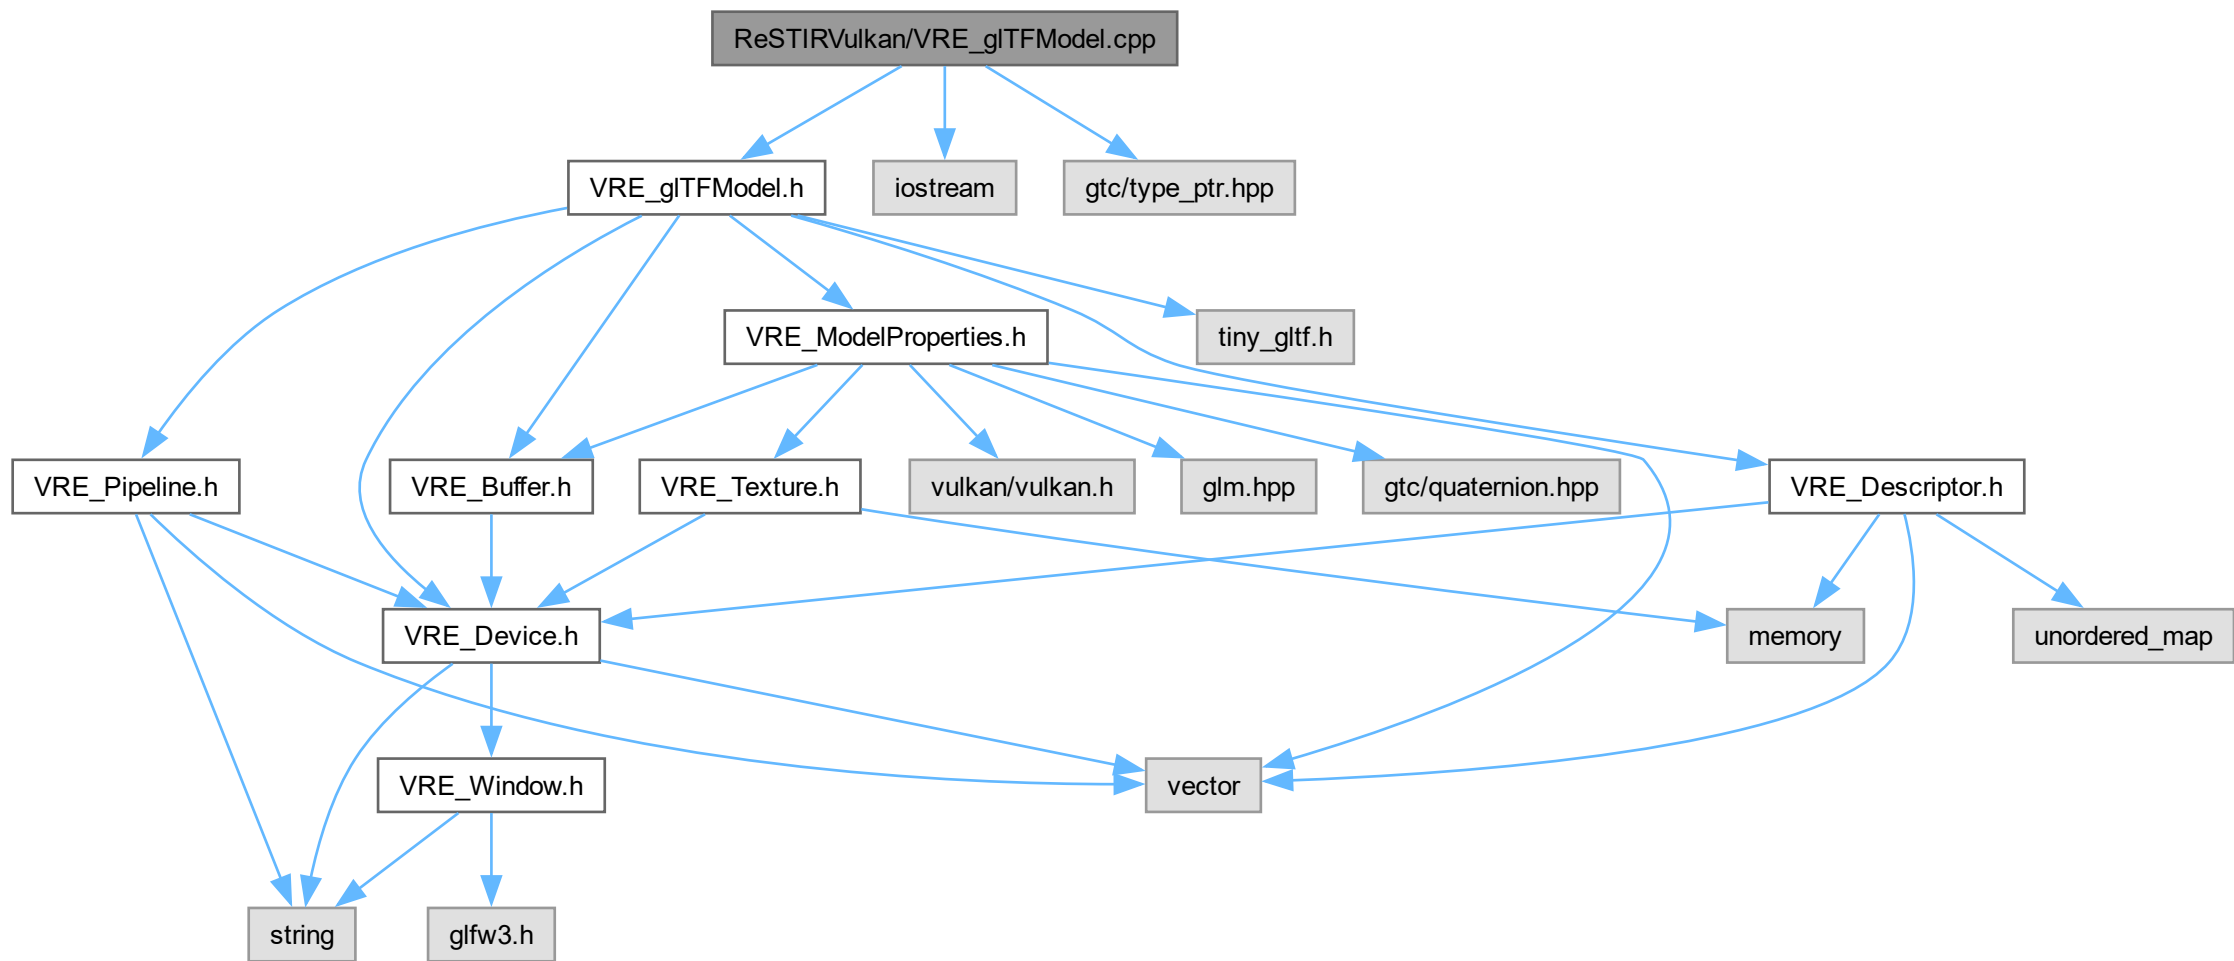 ReSTIRVulkan/VRE_glTFModel.cpp
VRE_glTFModel.h
iostream
gtc/type_ptr.hpp
VRE_ModelProperties.h
tiny_gltf.h
VRE_Pipeline.h
VRE_Buffer.h
VRE_Texture.h
vulkan/vulkan.h
glm.hpp
gtc/quaternion.hpp
VRE_Descriptor.h
VRE_Device.h
memory
unordered_map
VRE_Window.h
vector
string
glfw3.h